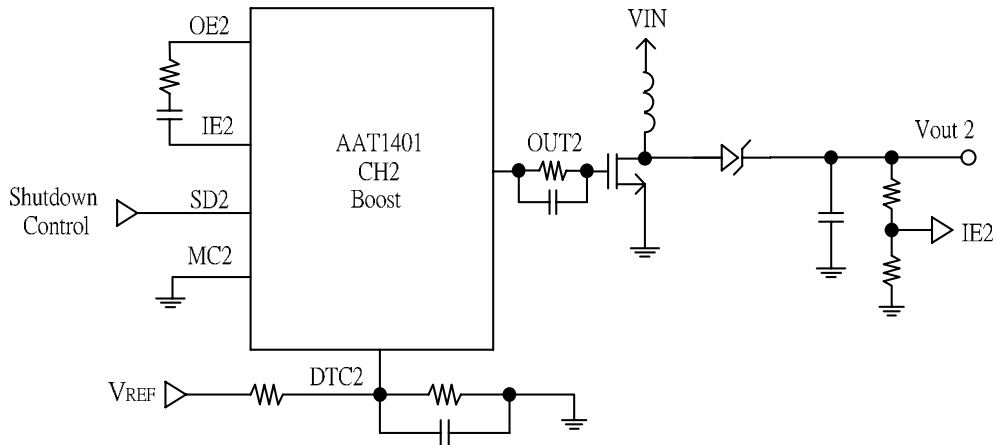 OE2
VIN
IE2
AAT1401
CH2
Boost
OUT2
Vout 2
Shutdown
Control
SD2
IE2
MC2
VREF
DTC2